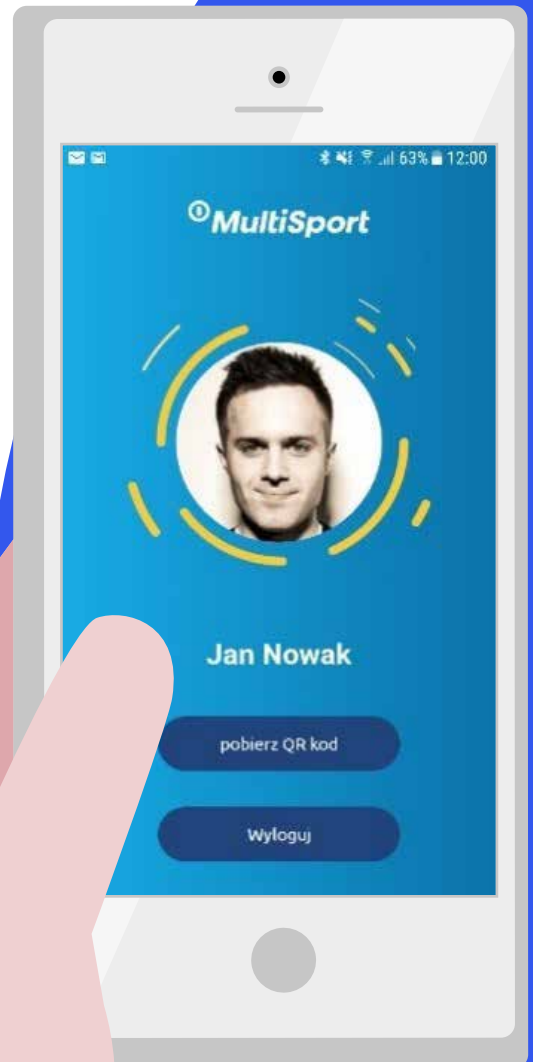 63% 12:00
MultiSport
Jan Nowak
pobierz QR kod
Wyloguj